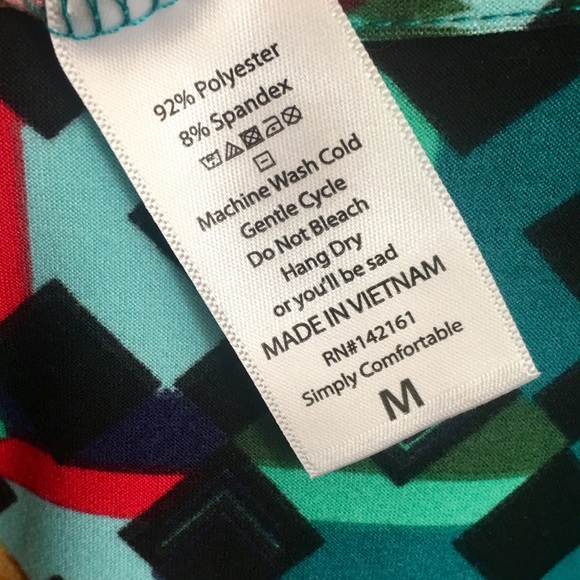 92% Polyester
8% Spandex
Machine Wash Cold
Gentle Cycle
Do Not Bleach
Hang Dry
or you'll be sad
MADE IN VIETNAM
RN#142161
Simply Comfortable
M